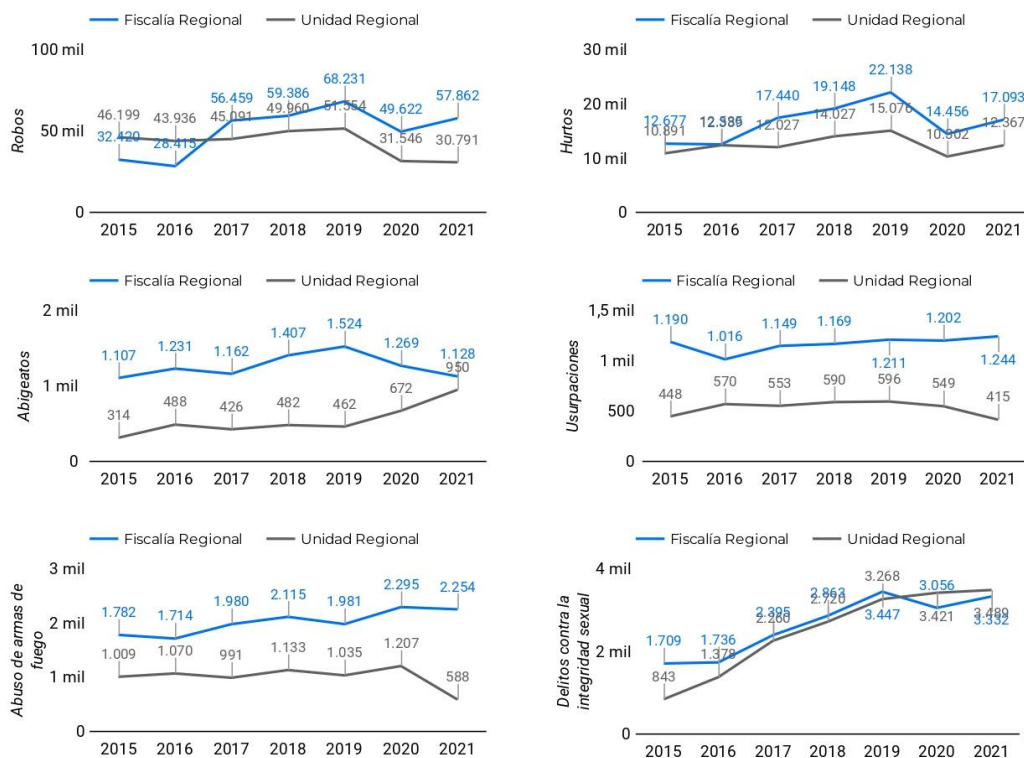 Fiscalía Regional Unidad Regional
Robos
100 mil
50 mil
0
46.199 43.936 45.091 49.960 51.554 31.546 30.791
32.420 28.415 56.459 59.386 68.231 49.622 57.862
2015 2016 2017 2018 2019 2020 2021
Fiscalía Regional Unidad Regional
Hurtos
30 mil
20 mil
10 mil
0
12.677 17.440 19.148 22.138 14.456 17.093
10.891 12.027 14.027 15.076 12.367
2015 2016 2017 2018 2019 2020 2021
Fiscalía Regional Unidad Regional
Abigeatos
2 mil
1 mil
0
1.107 1.231 1.162 1.407 1.524 1.269 1.128
314 488 426 482 462 672 950
2015 2016 2017 2018 2019 2020 2021
Fiscalía Regional Unidad Regional
Usurpaciones
1,5 mil
1 mil
500
0
1.190 1.016 1.149 1.169 1.211 1.202 1.244
448 570 553 590 596 549 415
2015 2016 2017 2018 2019 2020 2021
Fiscalía Regional Unidad Regional
Abuso de armas de
fuego
3 mil
2 mil
1 mil
0
1.782 1.714 1.980 2.115 1.981 2.295 2.254
1.009 1.070 991 1.133 1.035 1.207 588
2015 2016 2017 2018 2019 2020 2021
Fiscalía Regional Unidad Regional
Delitos contra la
integridad sexual
4 mil
2 mil
0
1.709 1.736 2.395 2.863 3.447 3.056 3.332
843 1.378 2.260 2.720 3.268 3.421 3.489
2015 2016 2017 2018 2019 2020 2021